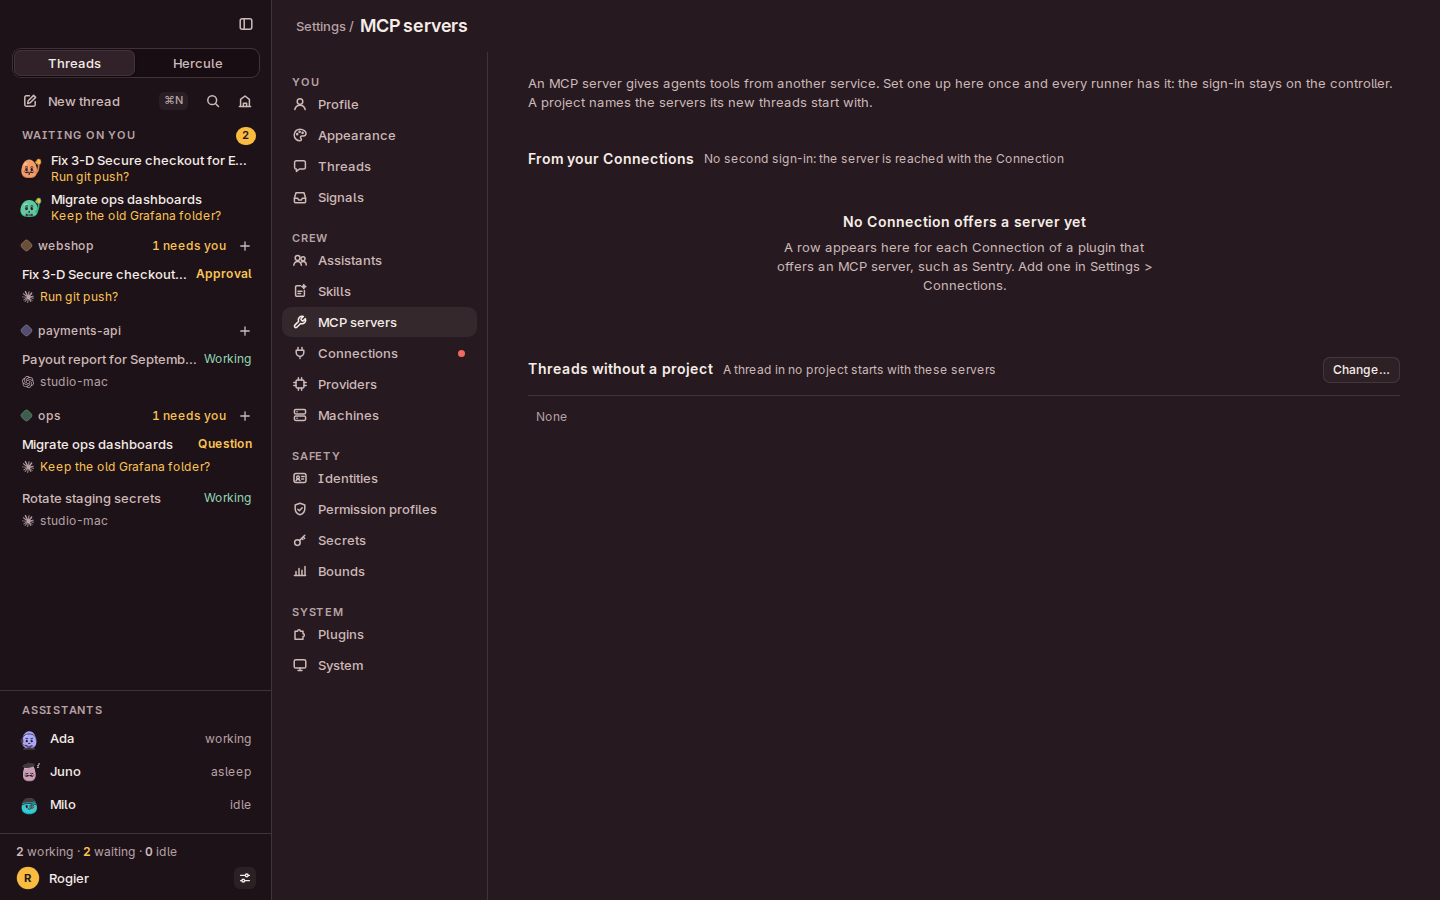 Threads
Hercule
New thread
⌘N
WAITING ON YOU
2
Fix 3-D Secure checkout for E...
Run git push?
Migrate ops dashboards
Keep the old Grafana folder?
webshop
1 needs you
Fix 3-D Secure checkout...
Approval
Run git push?
payments-api
Payout report for Septemb...
Working
studio-mac
ops
1 needs you
Migrate ops dashboards
Question
Keep the old Grafana folder?
Rotate staging secrets
Working
studio-mac
ASSISTANTS
Ada
working
Juno
asleep
Milo
idle
2 working · 2 waiting · 0 idle
R
Rogier
Settings / MCP servers
YOU
Profile
Appearance
Threads
Signals
CREW
Assistants
Skills
MCP servers
Connections
Providers
Machines
SAFETY
Identities
Permission profiles
Secrets
Bounds
SYSTEM
Plugins
System
An MCP server gives agents tools from another service. Set one up here once and every runner has it: the sign-in stays on the controller.
A project names the servers its new threads start with.
From your Connections
No second sign-in: the server is reached with the Connection
No Connection offers a server yet
A row appears here for each Connection of a plugin that
offers an MCP server, such as Sentry. Add one in Settings >
Connections.
Threads without a project
A thread in no project starts with these servers
Change...
None